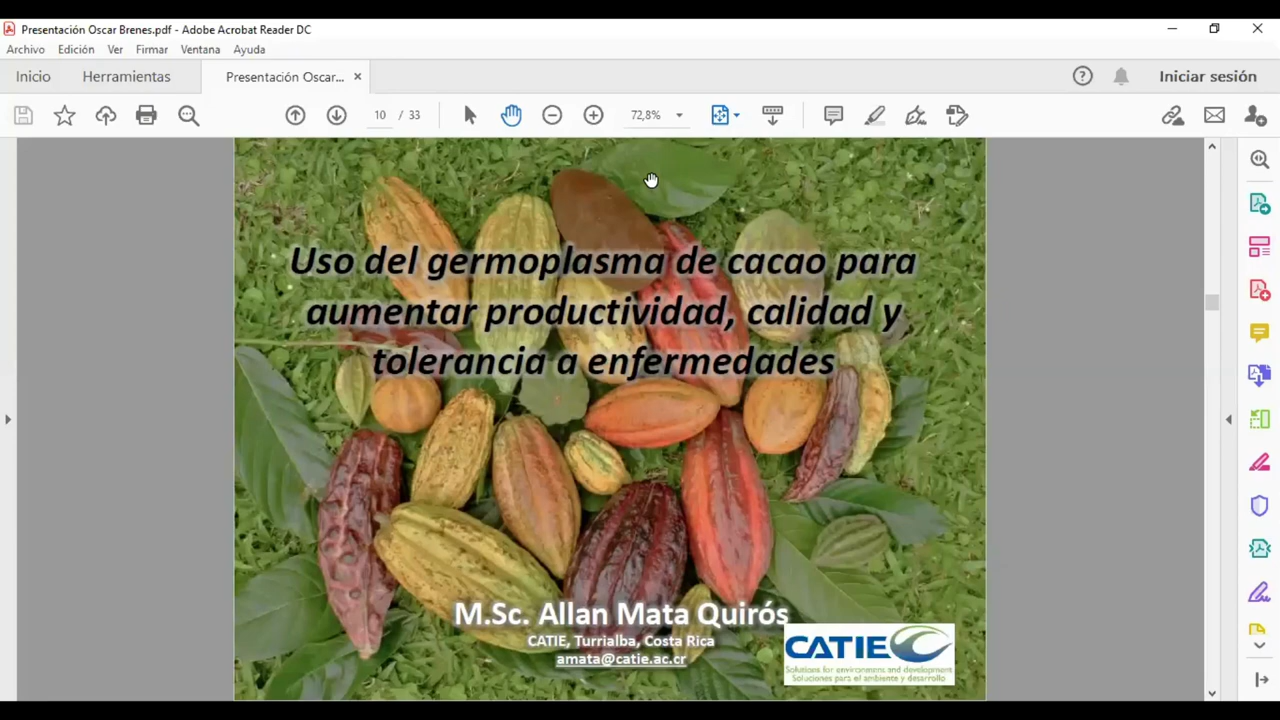 Presentación Oscar Brenes.pdf - Adobe Acrobat Reader DC
Archivo Edición Ver Firmar Ventana Ayuda
Inicio Herramientas Presentación Oscar... × Iniciar sesión
10 / 33 72,8%
Uso del germoplasma de cacao para
aumentar productividad, calidad y
tolerancia a enfermedades
M.Sc. Allan Mata Quirós
CATIE, Turrialba, Costa Rica
amata@catie.ac.cr
CATIE
Solutions for environment and development
Soluciones para el ambiente y desarrollo